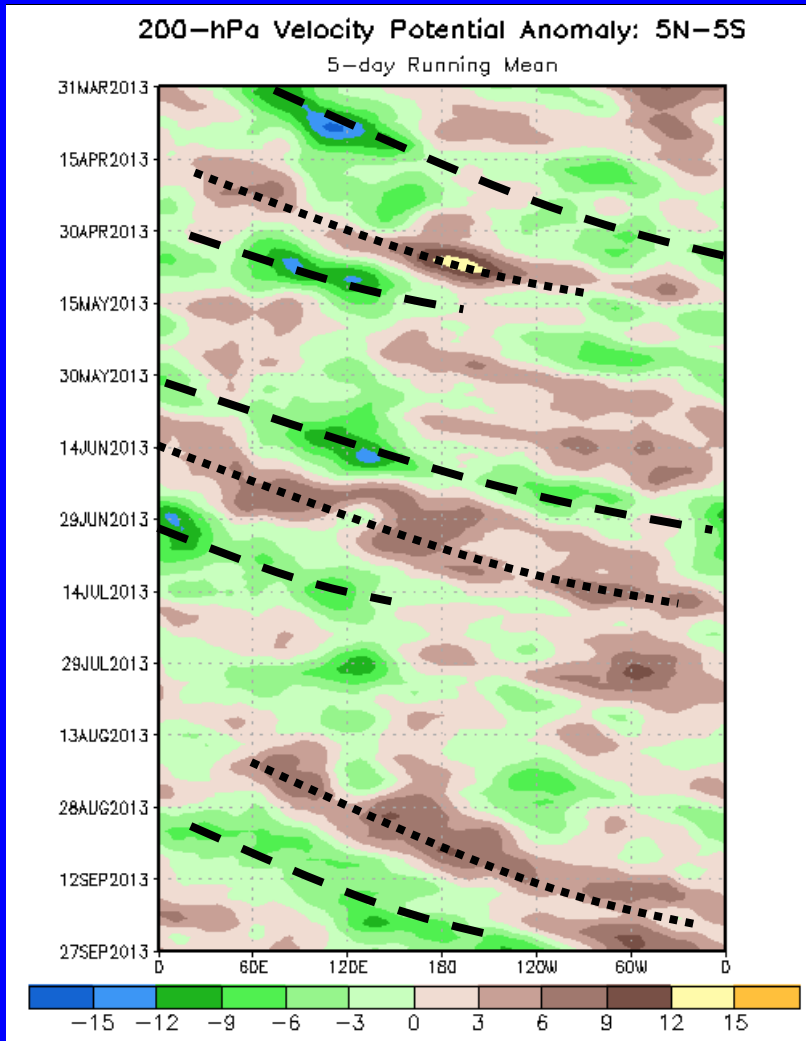 200-hPa Velocity Potential Anomaly: 5N-5S
5-day Running Mean
31MAR2013
15APR2013
30APR2013
15MAY2013
30MAY2013
14JUN2013
29JUN2013
14JUL2013
29JUL2013
13AUG2013
28AUG2013
12SEP2013
27SEP2013
0 60E 120E 180 120W 60W 0
-15 -12 -9 -6 -3 0 3 6 9 12 15